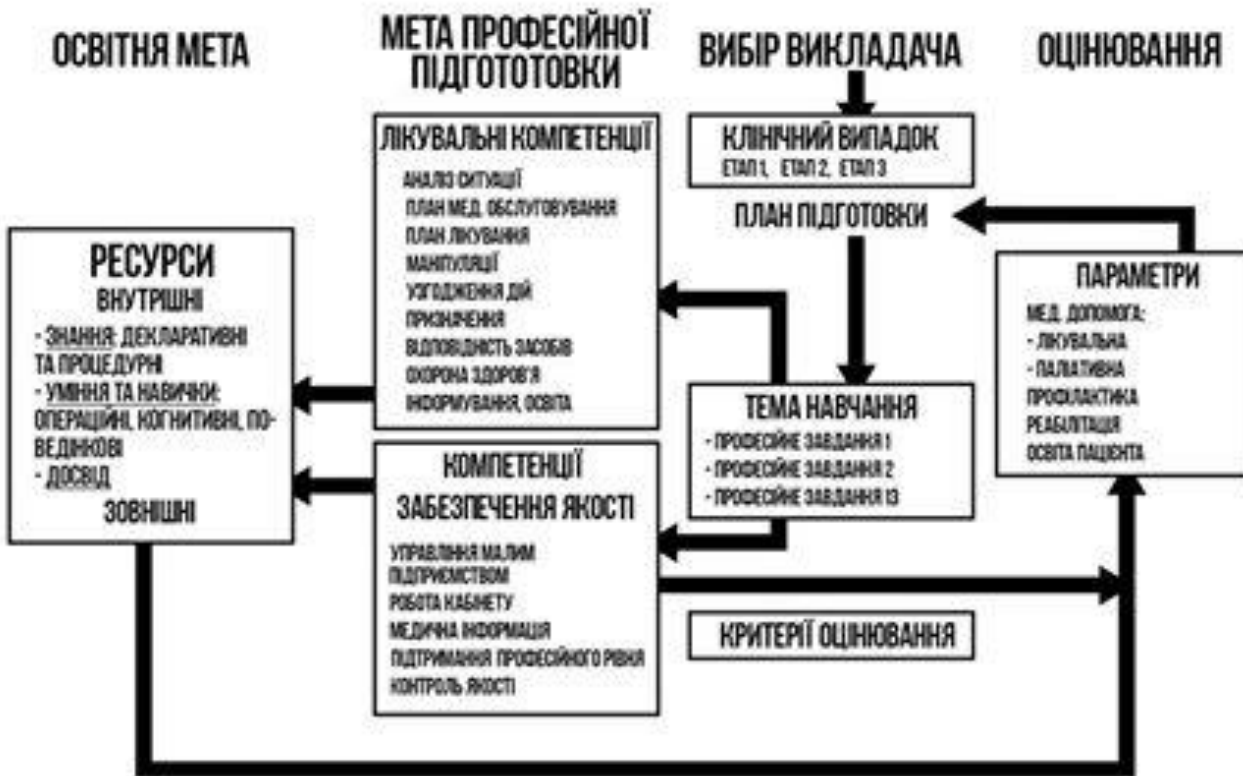 ОСВІТНЯ МЕТА
МЕТА ПРОФЕСІЙНОЇ
ПІДГОТОТОВКИ
ВИБІР ВИКЛАДАЧА
ОЦІНЮВАННЯ
РЕСУРСИ
ВНУТРІШНІ
- ЗНАННЯ: ДЕКЛАРАТИВНІ
ТА ПРОЦЕДУРНІ
- УМІННЯ ТА НАВИЧКИ:
ОПЕРАЦІЙНІ, КОГНИТИВНІ, ПО-
ВЕДІНКОВІ
- ДОСВІД
ЗОВНІШНІ
ЛІКУВАЛЬНІ КОМПЕТЕНЦІЇ
АНАЛІЗ СИТУАЦІЇ
ПЛАН МЕД. ОБСЛУГОВУВАННЯ
ПЛАН ЛІКУВАННЯ
МАНІПУЛЯЦІЇ
УЗГОДЖЕННЯ ДІЙ
ПРИЗНАЧЕННЯ
ВІДПОВІДНІСТЬ ЗАСОБІВ
ОХОРОНА ЗДОРОВ'Я
ІНФОРМУВАННЯ, ОСВІТА
КОМПЕТЕНЦІЇ
ЗАБЕЗПЕЧЕННЯ ЯКОСТІ
УПРАВЛІННЯ МАЛИМ
ПІДПРИЄМСТВОМ
РОБОТА КАБІНЕТУ
МЕДИЧНА ІНФОРМАЦІЯ
ПІДТРИМАННЯ ПРОФЕСІЙНОГО РІВНЯ
КОНТРОЛЬ ЯКОСТІ
КЛІНІЧНИЙ ВИПАДОК
ЕТАП 1, ЕТАП 2, ЕТАП 3
ПЛАН ПІДГОТОВКИ
ТЕМА НАВЧАННЯ
- ПРОФЕСІЙНЕ ЗАВДАННЯ 1
- ПРОФЕСІЙНЕ ЗАВДАННЯ 2
- ПРОФЕСІЙНЕ ЗАВДАННЯ 13
КРИТЕРІЇ ОЦІНЮВАННЯ
ПАРАМЕТРИ
МЕД. ДОПОМОГА:
- ЛІКУВАЛЬНА
- ПАЛІАТИВНА
ПРОФІЛАКТИКА
РЕАБІЛІТАЦІЯ
ОСВІТА ПАЦІЄНТА